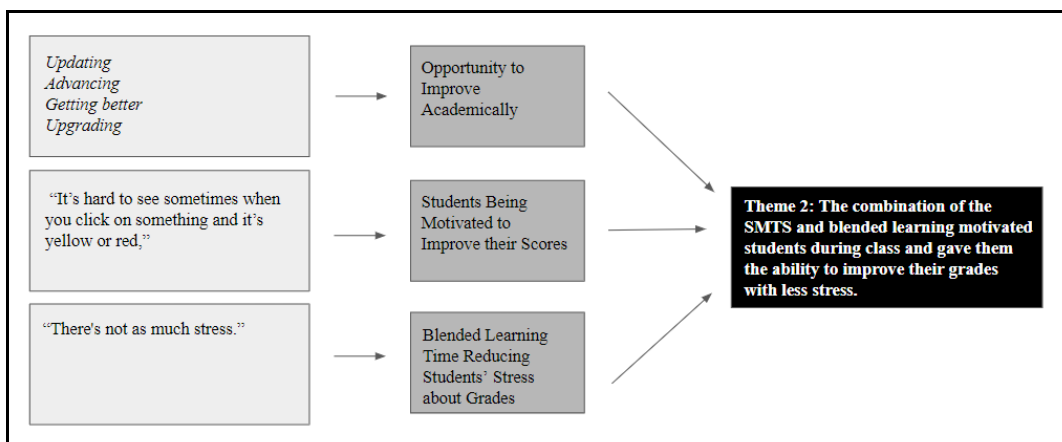 Updating
Advancing
Getting better
Upgrading
Opportunity to
Improve
Academically
“It’s hard to see sometimes when
you click on something and it’s
yellow or red,”
Students Being
Motivated to
Improve their Scores
“There's not as much stress.”
Blended Learning
Time Reducing
Students’ Stress
about Grades
Theme 2: The combination of the
SMTS and blended learning motivated
students during class and gave them
the ability to improve their grades
with less stress.